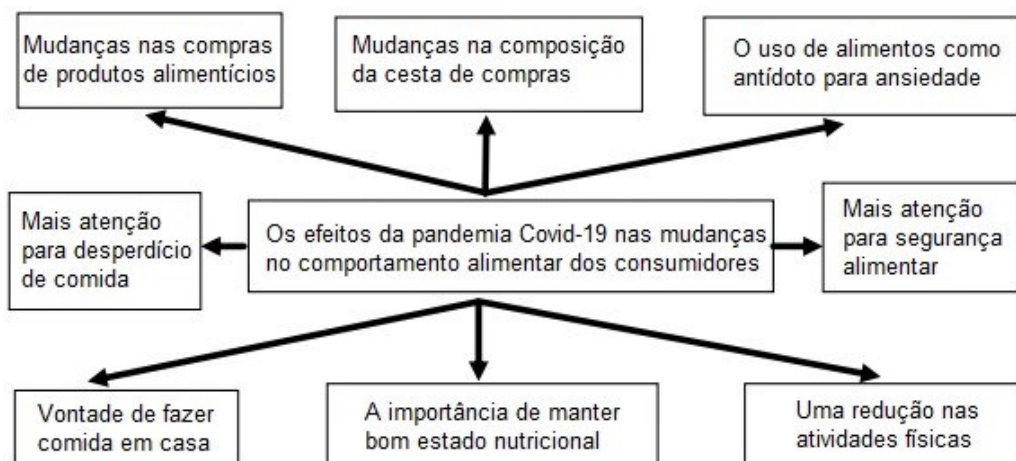 Mudanças nas compras
de produtos alimentícios
Mudanças na composição
da cesta de compras
O uso de alimentos como
antídoto para ansiedade
Mais atenção
para desperdício
de comida
Os efeitos da pandemia Covid-19 nas mudanças
no comportamento alimentar dos consumidores
Mais atenção
para segurança
alimentar
Vontade de fazer
comida em casa
A importância de manter
bom estado nutricional
Uma redução nas
atividades físicas